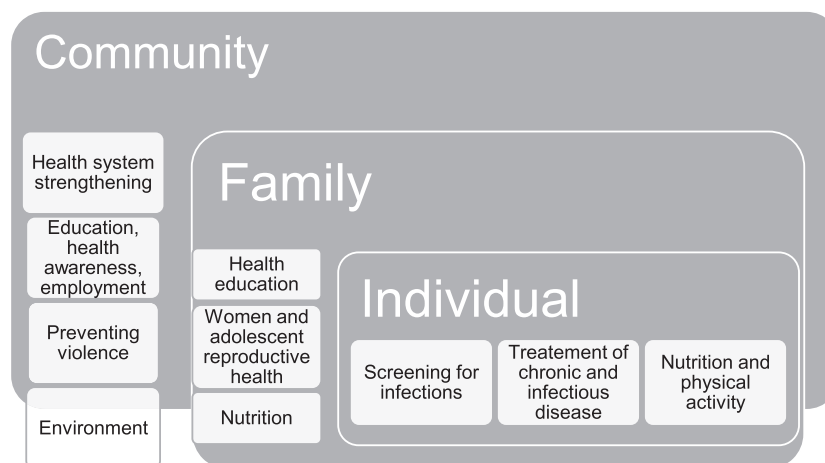 Community
Health system
strengthening
Education,
health
awareness,
employment
Preventing
violence
Environment
Family
Health
education
Women and
adolescent
reproductive
health
Nutrition
Individual
Screening for
infections
Treatement of
chronic and
infectious
disease
Nutrition and
physical
activity